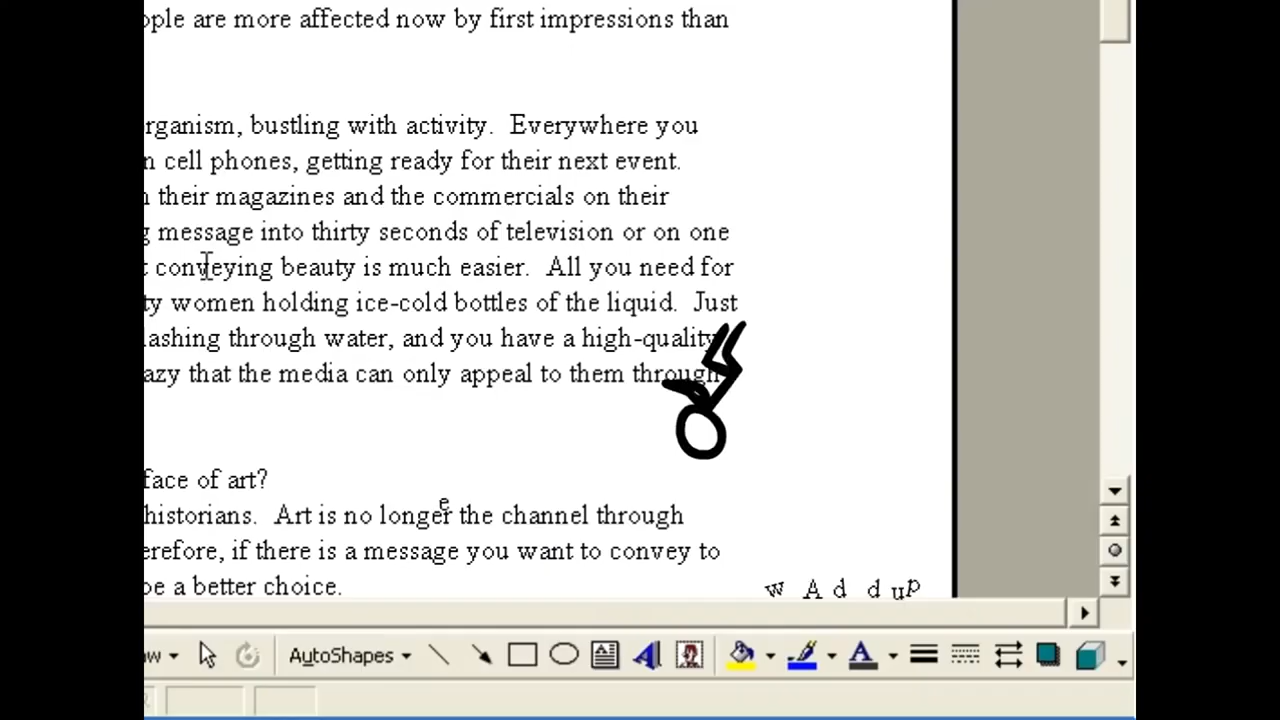 ople are more affected now by first impressions than
rganism, bustling with activity.  Everywhere you
n cell phones, getting ready for their next event.
n their magazines and the commercials on their
g message into thirty seconds of television or on one
t conveying beauty is much easier.  All you need for
ty women holding ice-cold bottles of the liquid.  Just
lashing through water, and you have a high-quality
azy that the media can only appeal to them through
face of art?
e
historians.  Art is no longer the channel through
erefore, if there is a message you want to convey to
be a better choice.
w A d d up
aw AutoShapes